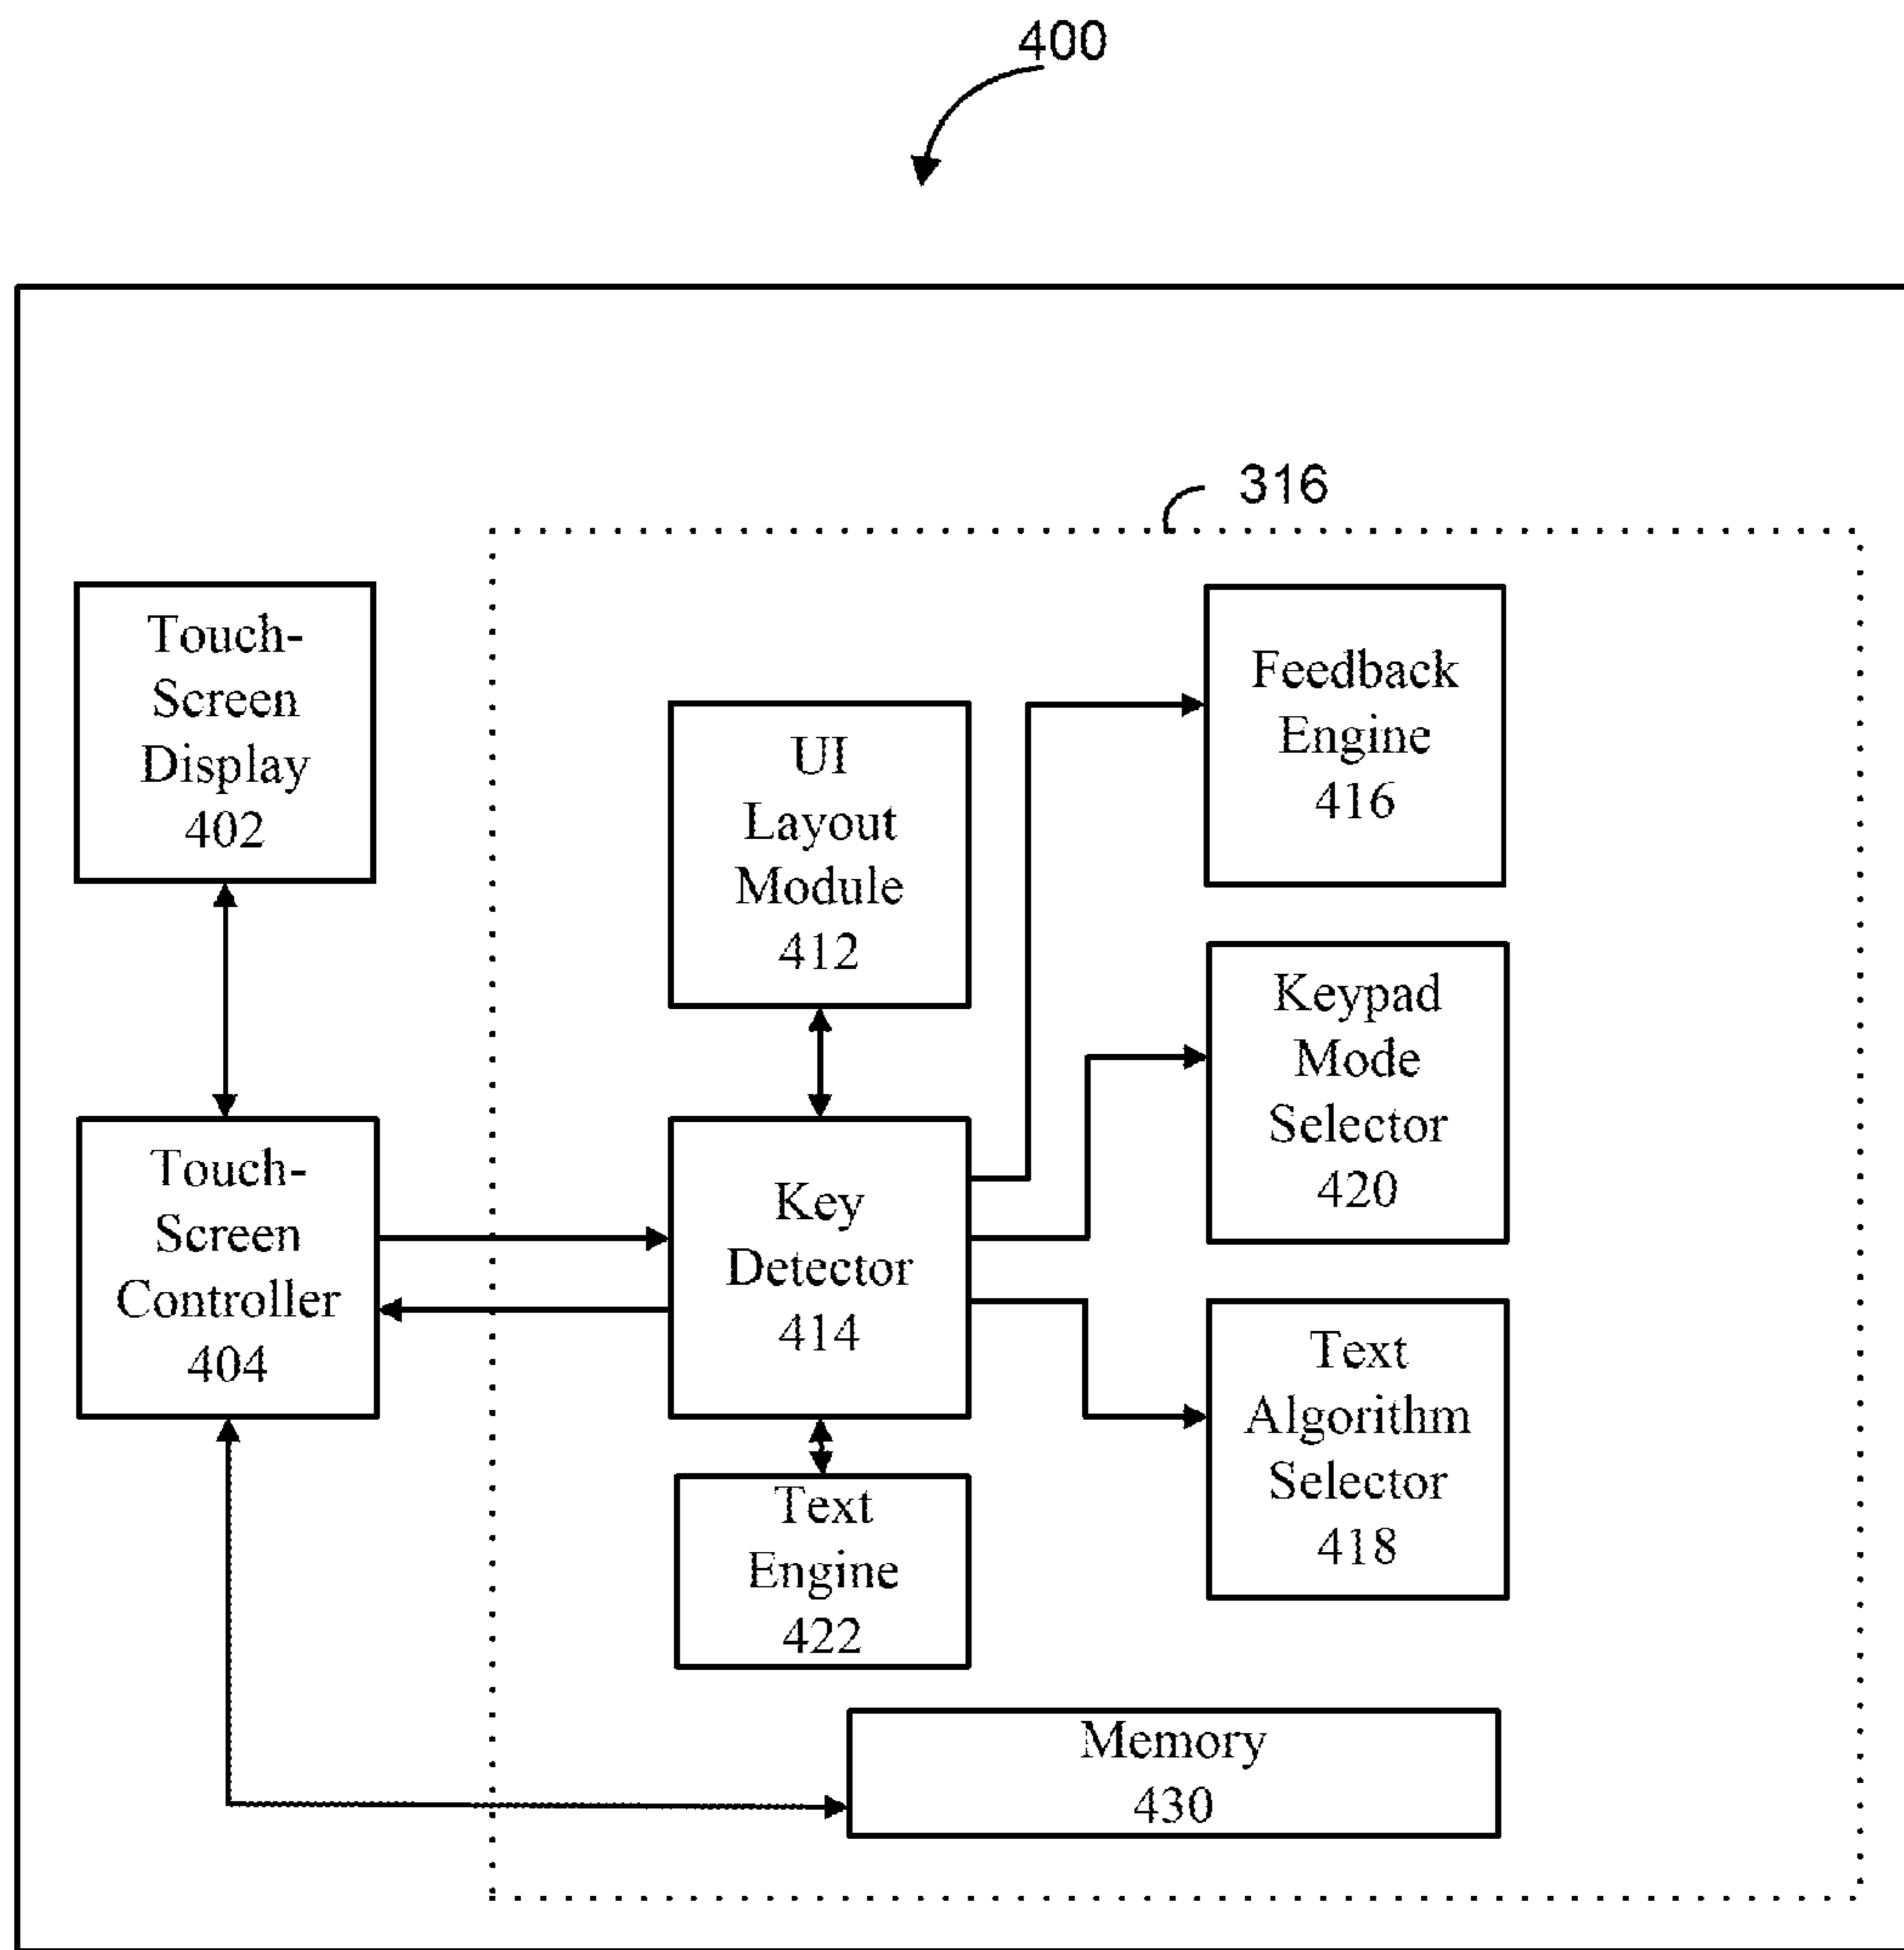 400
316
Touch-
Screen
Display
402
UI
Layout
Module
412
Feedback
Engine
416
Keypad
Mode
Selector
420
Touch-
Screen
Controller
404
Key
Detector
414
Text
Algorithm
Selector
418
Text
Engine
422
Memory
430